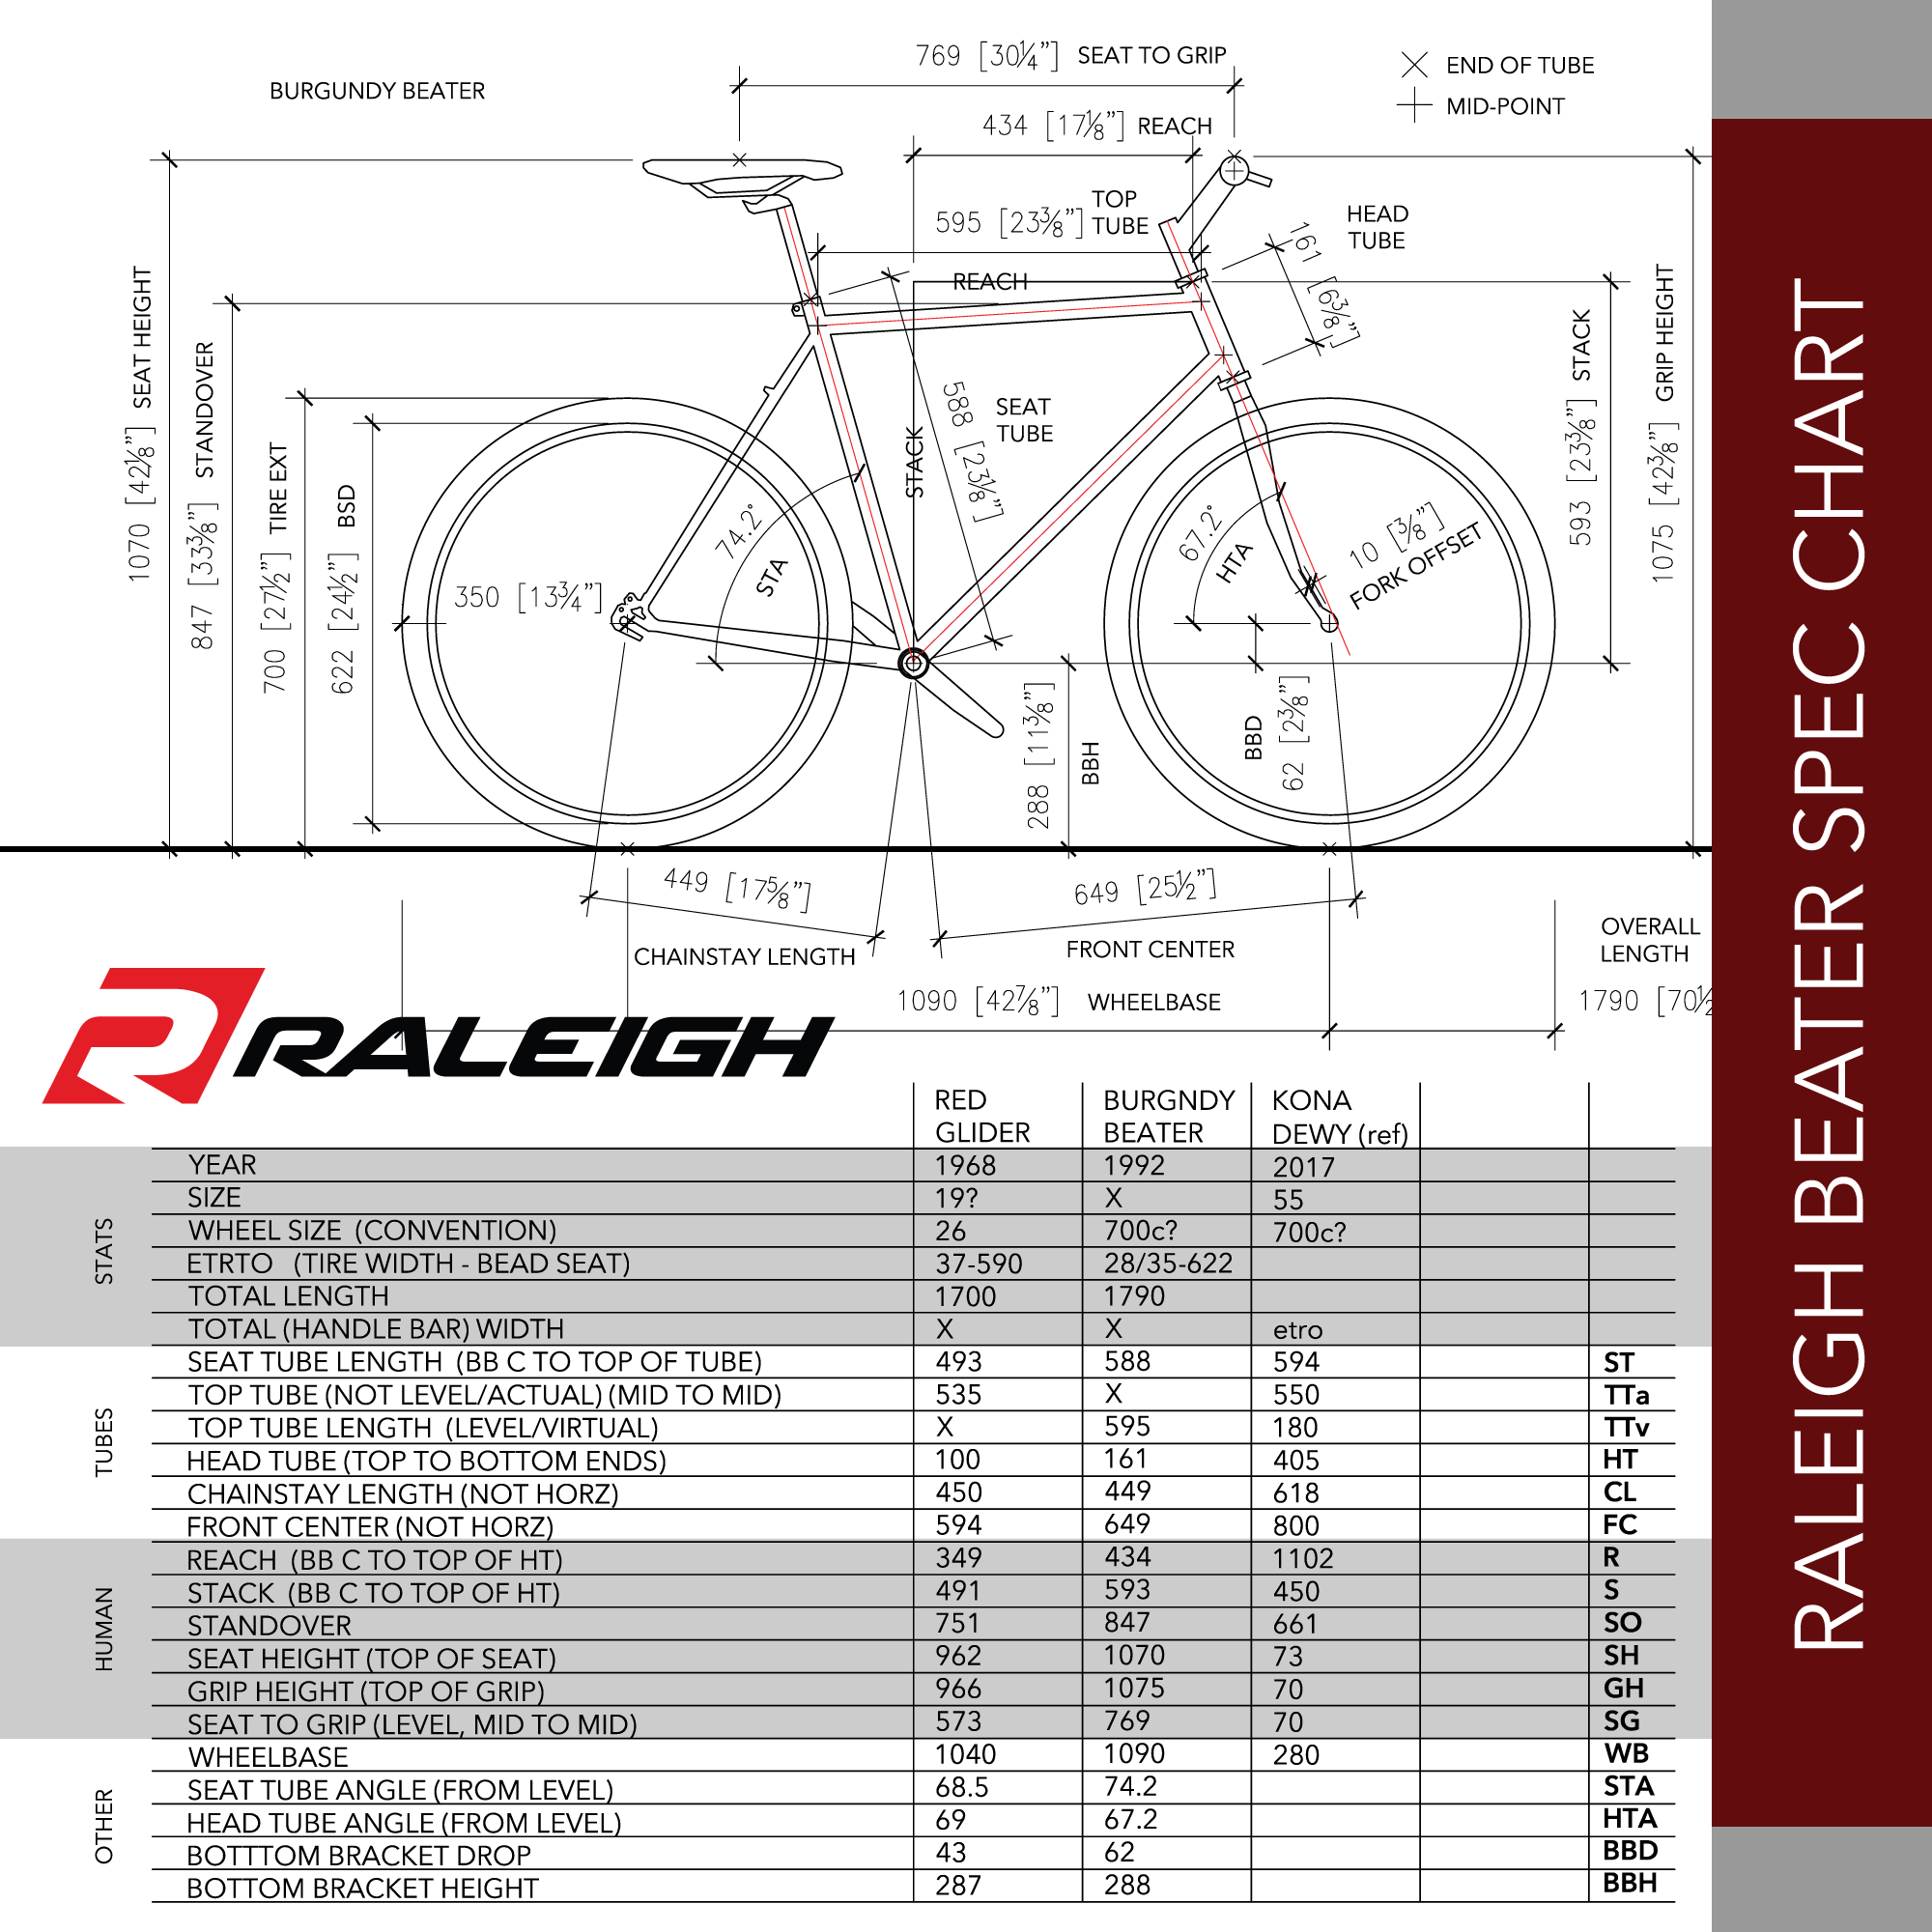 769 [30¼"] SEAT TO GRIP
END OF TUBE
MID-POINT
BURGUNDY BEATER
434 [17⅛"] REACH
595 [23⅜"] TOP TUBE
HEAD TUBE
161 [6⅜"]
REACH
1070 [42⅛"] SEAT HEIGHT
847 [33⅜"] STANDOVER
700 [27½"] TIRE EXT
622 [24½"] BSD
350 [13¾"]
74.2°
STA
STACK
588 [23⅛"]
SEAT TUBE
67.2°
HTA
10 [⅜"]
FORK OFFSET
593 [23⅜"] STACK
1075 [42⅜"] GRIP HEIGHT
288 [11⅜"] BBH
BBD
62 [2⅜"]
449 [17⅝"]
CHAINSTAY LENGTH
649 [25½"]
FRONT CENTER
OVERALL
LENGTH
1090 [42⅞"] WHEELBASE
1790 [70½
RALEIGH
RALEIGH BEATER SPEC CHART
RED GLIDER BURGNDY BEATER KONA DEWY (ref)
STATS
YEAR 1968 1992 2017
SIZE 19? X 55
WHEEL SIZE (CONVENTION) 26 700c? 700c?
ETRTO (TIRE WIDTH - BEAD SEAT) 37-590 28/35-622
TOTAL LENGTH 1700 1790
TOTAL (HANDLE BAR) WIDTH X X etro
TUBES
SEAT TUBE LENGTH (BB C TO TOP OF TUBE) 493 588 594 ST
TOP TUBE (NOT LEVEL/ACTUAL) (MID TO MID) 535 X 550 TTa
TOP TUBE LENGTH (LEVEL/VIRTUAL) X 595 180 TTv
HEAD TUBE (TOP TO BOTTOM ENDS) 100 161 405 HT
CHAINSTAY LENGTH (NOT HORZ) 450 449 618 CL
FRONT CENTER (NOT HORZ) 594 649 800 FC
HUMAN
REACH (BB C TO TOP OF HT) 349 434 1102 R
STACK (BB C TO TOP OF HT) 491 593 450 S
STANDOVER 751 847 661 SO
SEAT HEIGHT (TOP OF SEAT) 962 1070 73 SH
GRIP HEIGHT (TOP OF GRIP) 966 1075 70 GH
SEAT TO GRIP (LEVEL, MID TO MID) 573 769 70 SG
OTHER
WHEELBASE 1040 1090 280 WB
SEAT TUBE ANGLE (FROM LEVEL) 68.5 74.2 STA
HEAD TUBE ANGLE (FROM LEVEL) 69 67.2 HTA
BOTTTOM BRACKET DROP 43 62 BBD
BOTTOM BRACKET HEIGHT 287 288 BBH